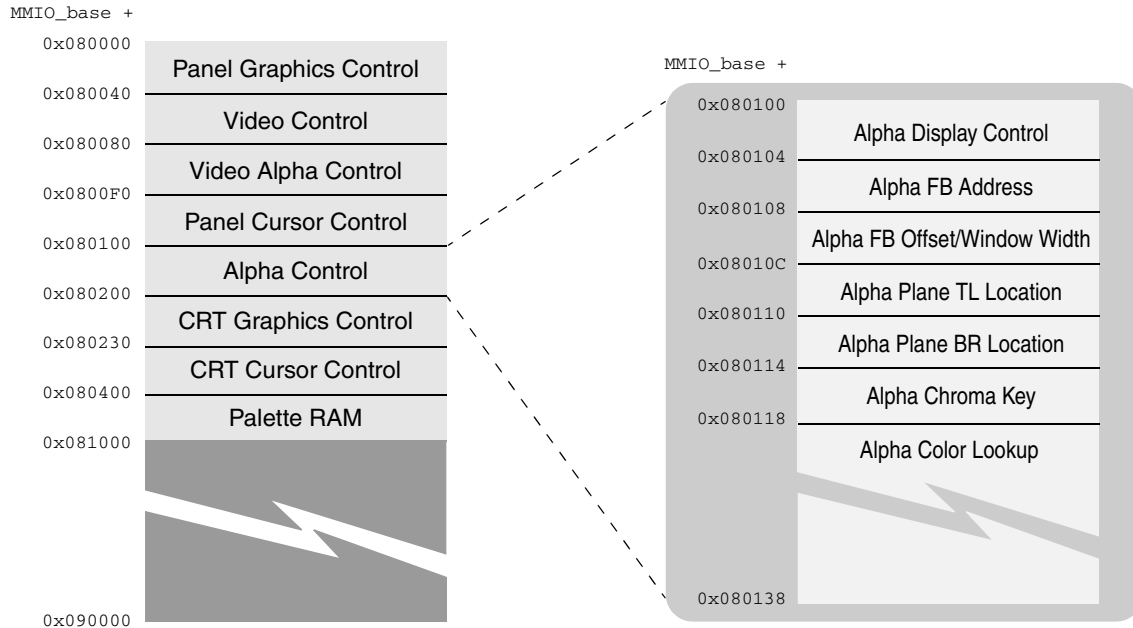 MMIO_base +
0x080000
Panel Graphics Control
0x080040
Video Control
0x080080
Video Alpha Control
0x0800F0
Panel Cursor Control
0x080100
Alpha Control
0x080200
CRT Graphics Control
0x080230
CRT Cursor Control
0x080400
Palette RAM
0x081000
0x090000
MMIO_base +
0x080100
Alpha Display Control
0x080104
Alpha FB Address
0x080108
Alpha FB Offset/Window Width
0x08010C
Alpha Plane TL Location
0x080110
Alpha Plane BR Location
0x080114
Alpha Chroma Key
0x080118
Alpha Color Lookup
0x080138